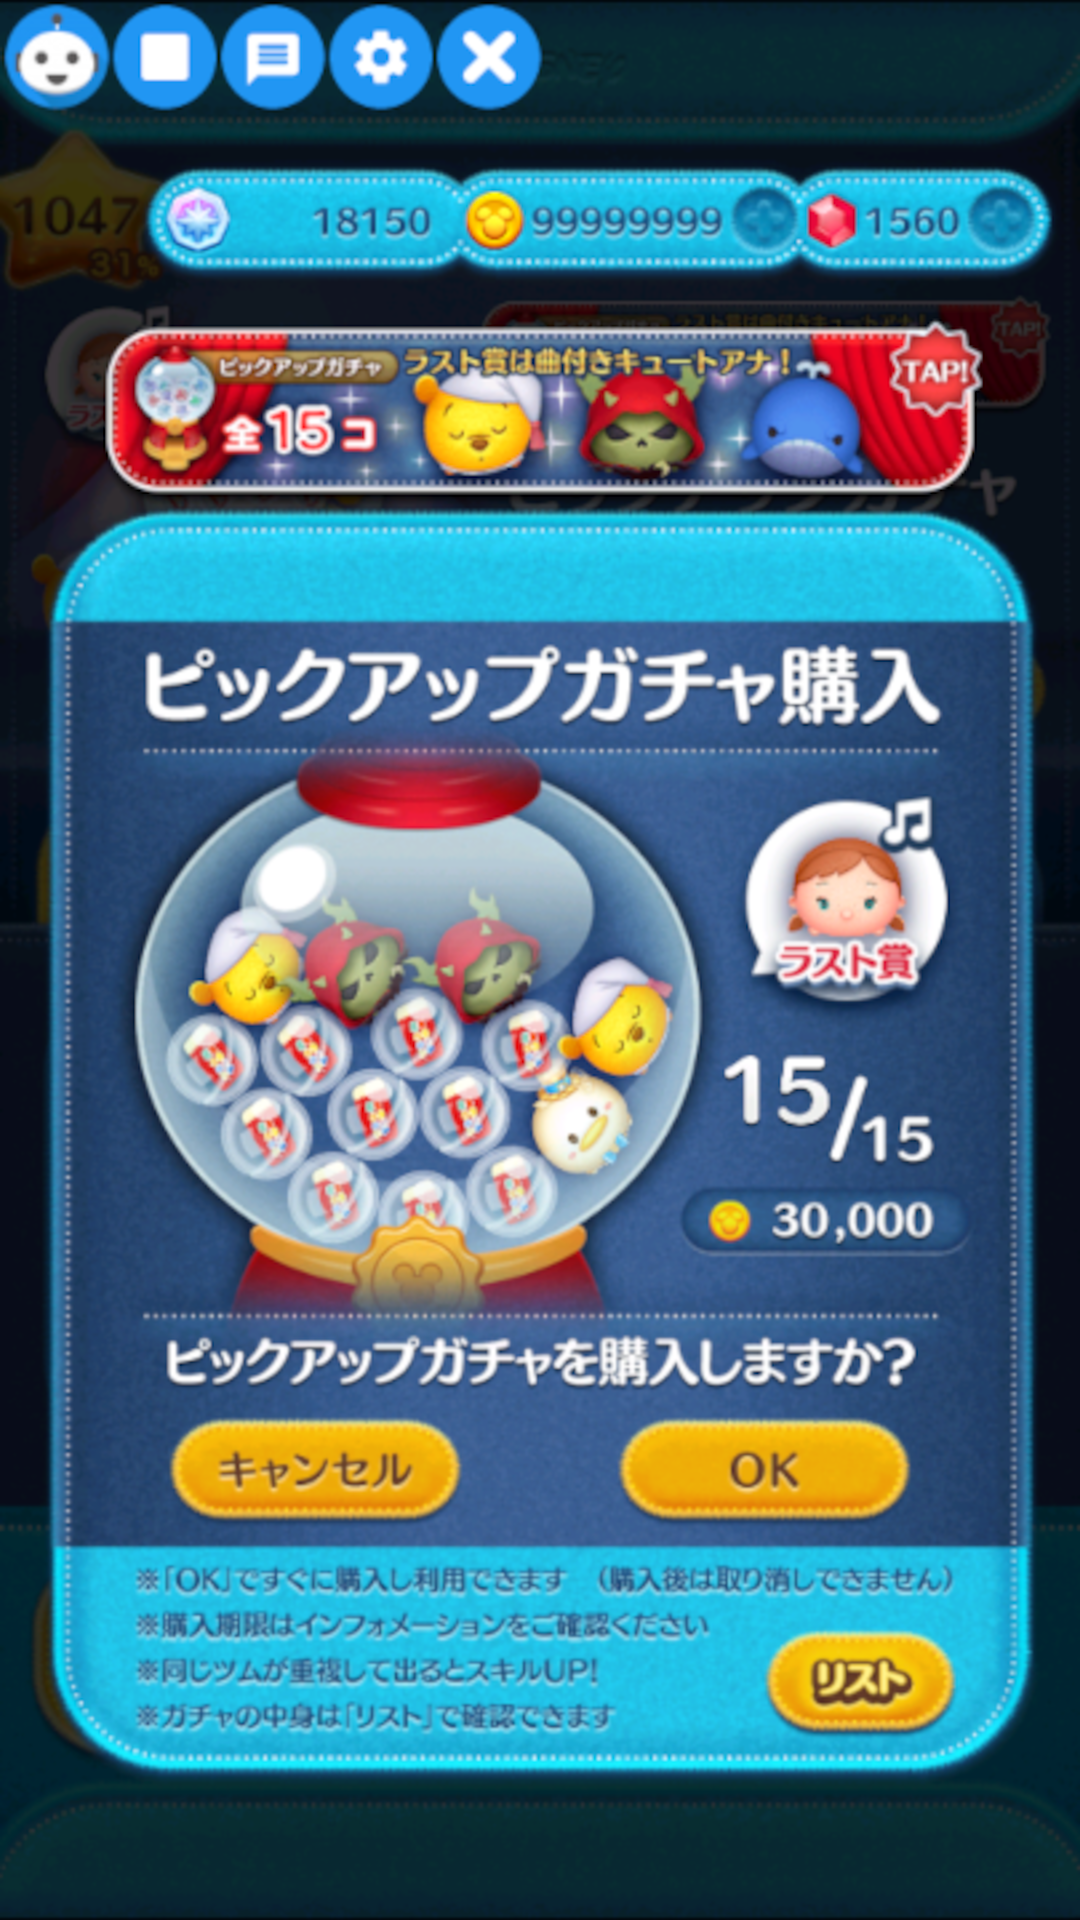 1047
31%
18150
99999999
1560
ピックアップガチャ
ラスト賞は曲付きキュートアナ！
TAP!
全15コ
ピックアップガチャ購入
ラスト賞
15/15
30,000
ピックアップガチャを購入しますか?
キャンセル
OK
※「OK」ですぐに購入し利用できます （購入後は取り消しできません）
※購入期限はインフォメーションをご確認ください
※同じツムが重複して出るとスキルUP!
※ガチャの中身は「リスト」で確認できます
リスト